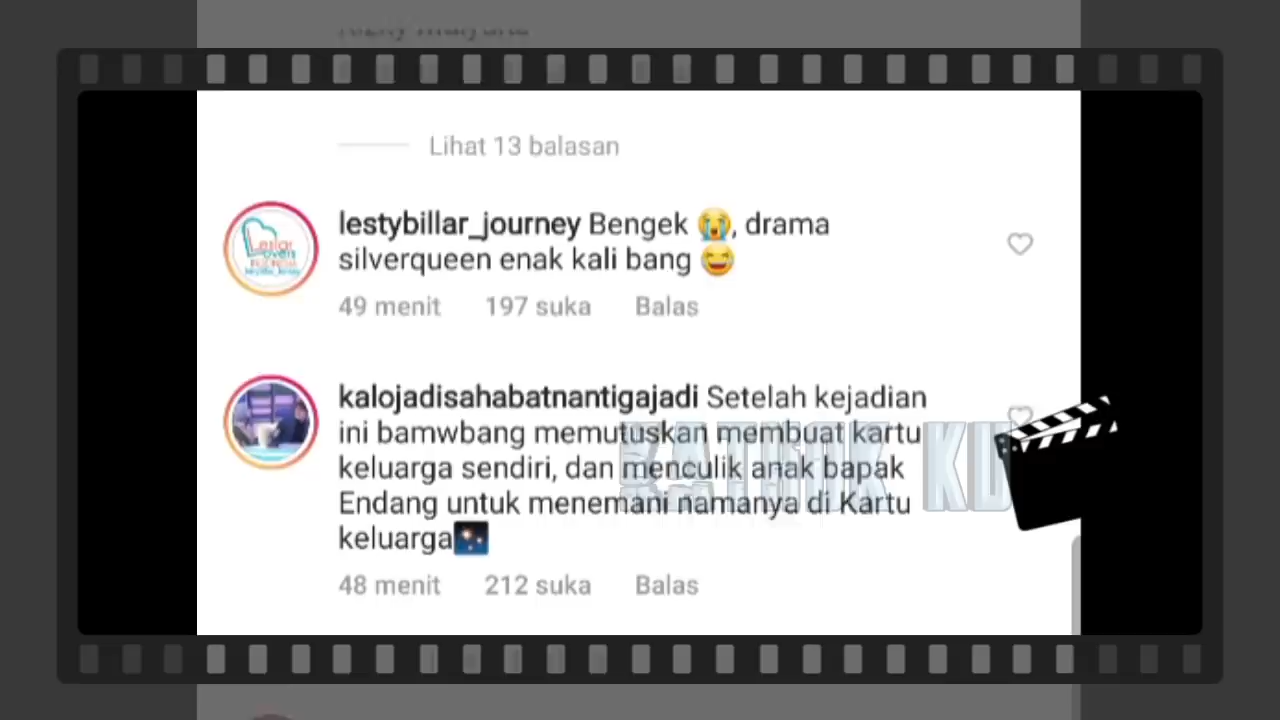 Lihat 13 balasan
lestybillar_journey Bengek 😭, drama
silverqueen enak kali bang 😂
49 menit 197 suka Balas
kalojadisahabatnantigajadi Setelah kejadian
ini bamwbang memutuskan membuat kartu
keluarga sendiri, dan menculik anak bapak
Endang untuk menemani namanya di Kartu
keluarga🎇
48 menit 212 suka Balas